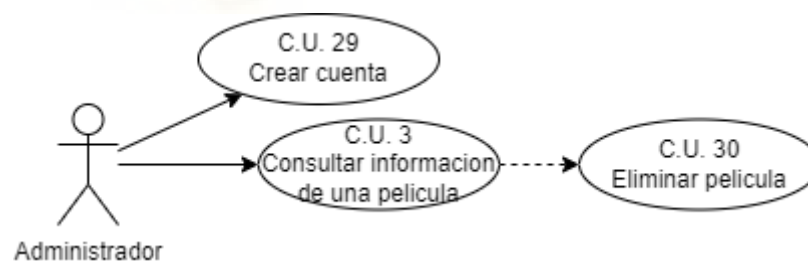 C.U. 29
Crear cuenta
C.U. 3
Consultar informacion
de una pelicula
C.U. 30
Eliminar pelicula
Administrador